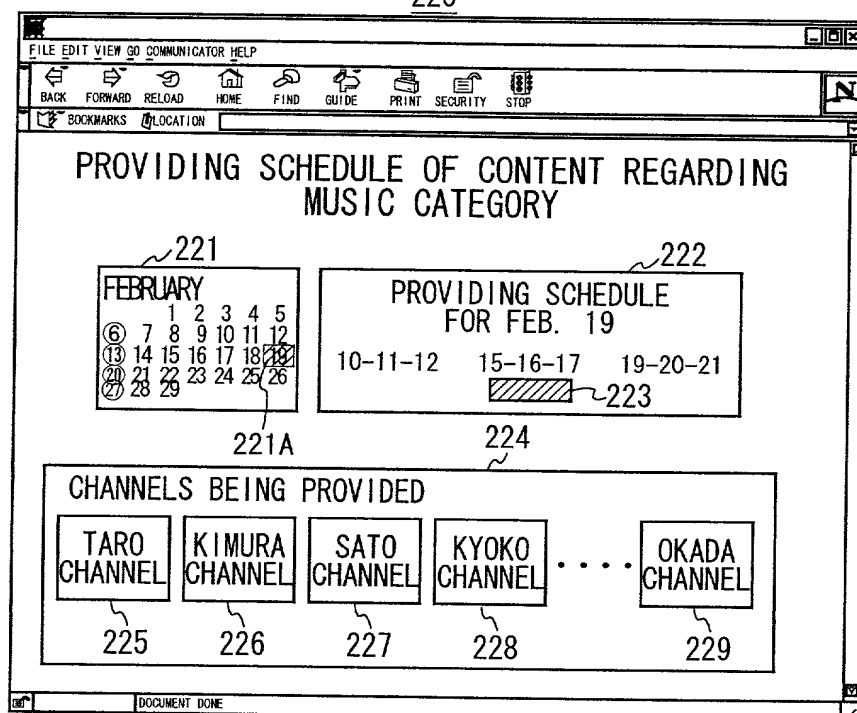 FILE EDIT VIEW GO COMMUNICATOR HELP
BACK FORWARD RELOAD HOME FIND GUIDE PRINT SECURITY STOP
N
BOOKMARKS LOCATION
PROVIDING SCHEDULE OF CONTENT REGARDING
MUSIC CATEGORY
221
222
FEBRUARY
1 2 3 4 5
6 7 8 9 10 11 12
13 14 15 16 17 18 19
20 21 22 23 24 25 26
27 28 29
PROVIDING SCHEDULE
FOR FEB. 19
10-11-12 15-16-17 19-20-21
223
221A
224
CHANNELS BEING PROVIDED
TARO CHANNEL
KIMURA CHANNEL
SATO CHANNEL
KYOKO CHANNEL
· · · ·
OKADA CHANNEL
225 226 227 228 229
DOCUMENT DONE